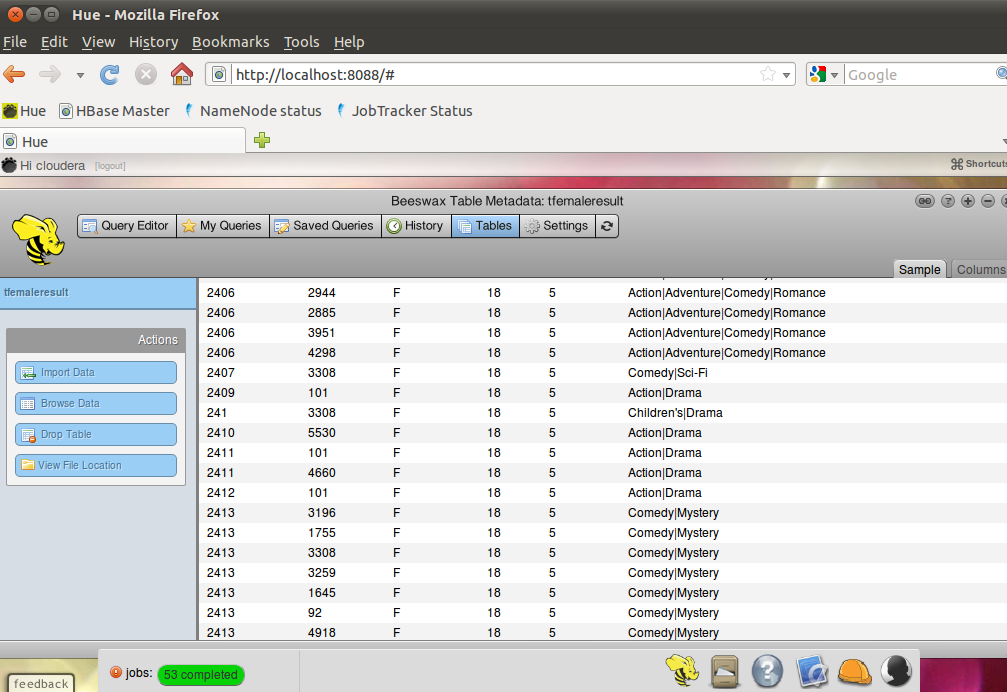 Hue - Mozilla Firefox
File Edit View History Bookmarks Tools Help
http://localhost:8088/# Google
Hue HBase Master NameNode status JobTracker Status
Hue
Hi cloudera [logout] Shortcuts
Beeswax Table Metadata: tfemaleresult
Query Editor My Queries Saved Queries History Tables Settings
Sample Columns
tfemaleresult
Actions
Import Data
Browse Data
Drop Table
View File Location
2406 2944 F 18 5 Action|Adventure|Comedy|Romance
2406 2885 F 18 5 Action|Adventure|Comedy|Romance
2406 3951 F 18 5 Action|Adventure|Comedy|Romance
2406 4298 F 18 5 Action|Adventure|Comedy|Romance
2407 3308 F 18 5 Comedy|Sci-Fi
2409 101 F 18 5 Action|Drama
241 3308 F 18 5 Children's|Drama
2410 5530 F 18 5 Action|Drama
2411 101 F 18 5 Action|Drama
2411 4660 F 18 5 Action|Drama
2412 101 F 18 5 Action|Drama
2413 3196 F 18 5 Comedy|Mystery
2413 1755 F 18 5 Comedy|Mystery
2413 3308 F 18 5 Comedy|Mystery
2413 3259 F 18 5 Comedy|Mystery
2413 1645 F 18 5 Comedy|Mystery
2413 92 F 18 5 Comedy|Mystery
2413 4918 F 18 5 Comedy|Mystery
jobs: 53 completed
feedback